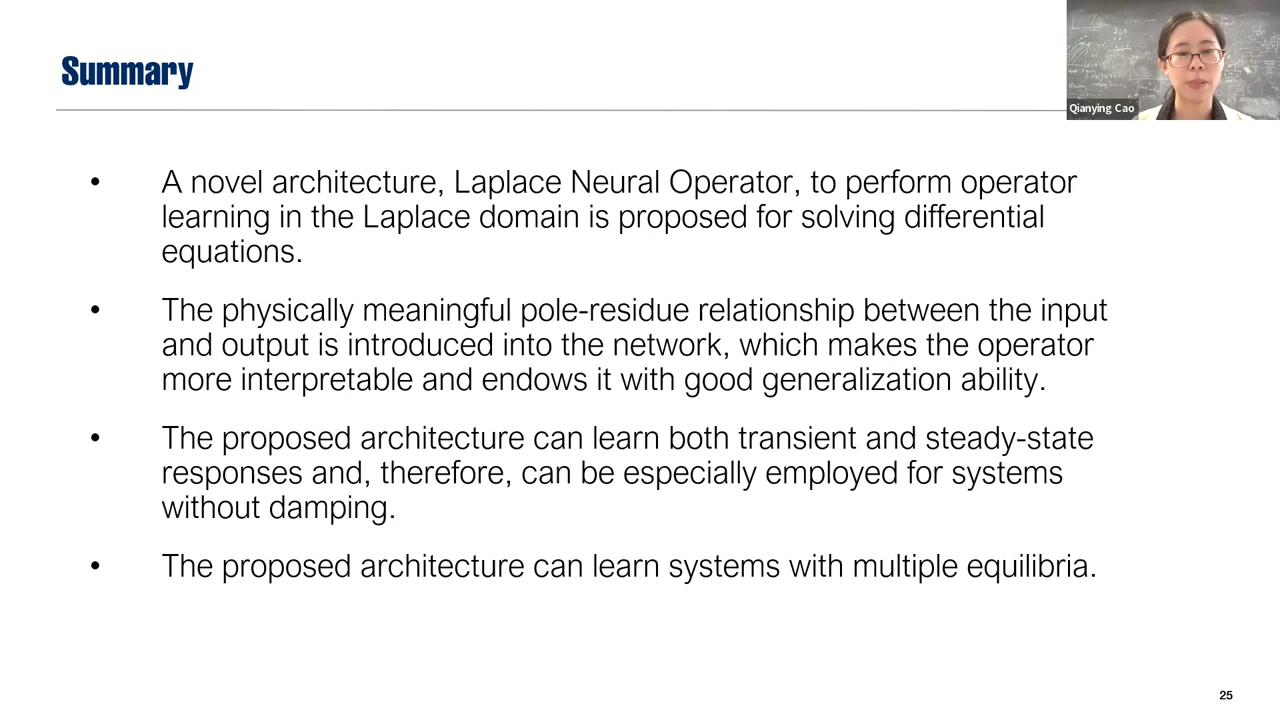 Summary
Qianying Cao
• A novel architecture, Laplace Neural Operator, to perform operator
learning in the Laplace domain is proposed for solving differential
equations.
• The physically meaningful pole-residue relationship between the input
and output is introduced into the network, which makes the operator
more interpretable and endows it with good generalization ability.
• The proposed architecture can learn both transient and steady-state
responses and, therefore, can be especially employed for systems
without damping.
• The proposed architecture can learn systems with multiple equilibria.
25